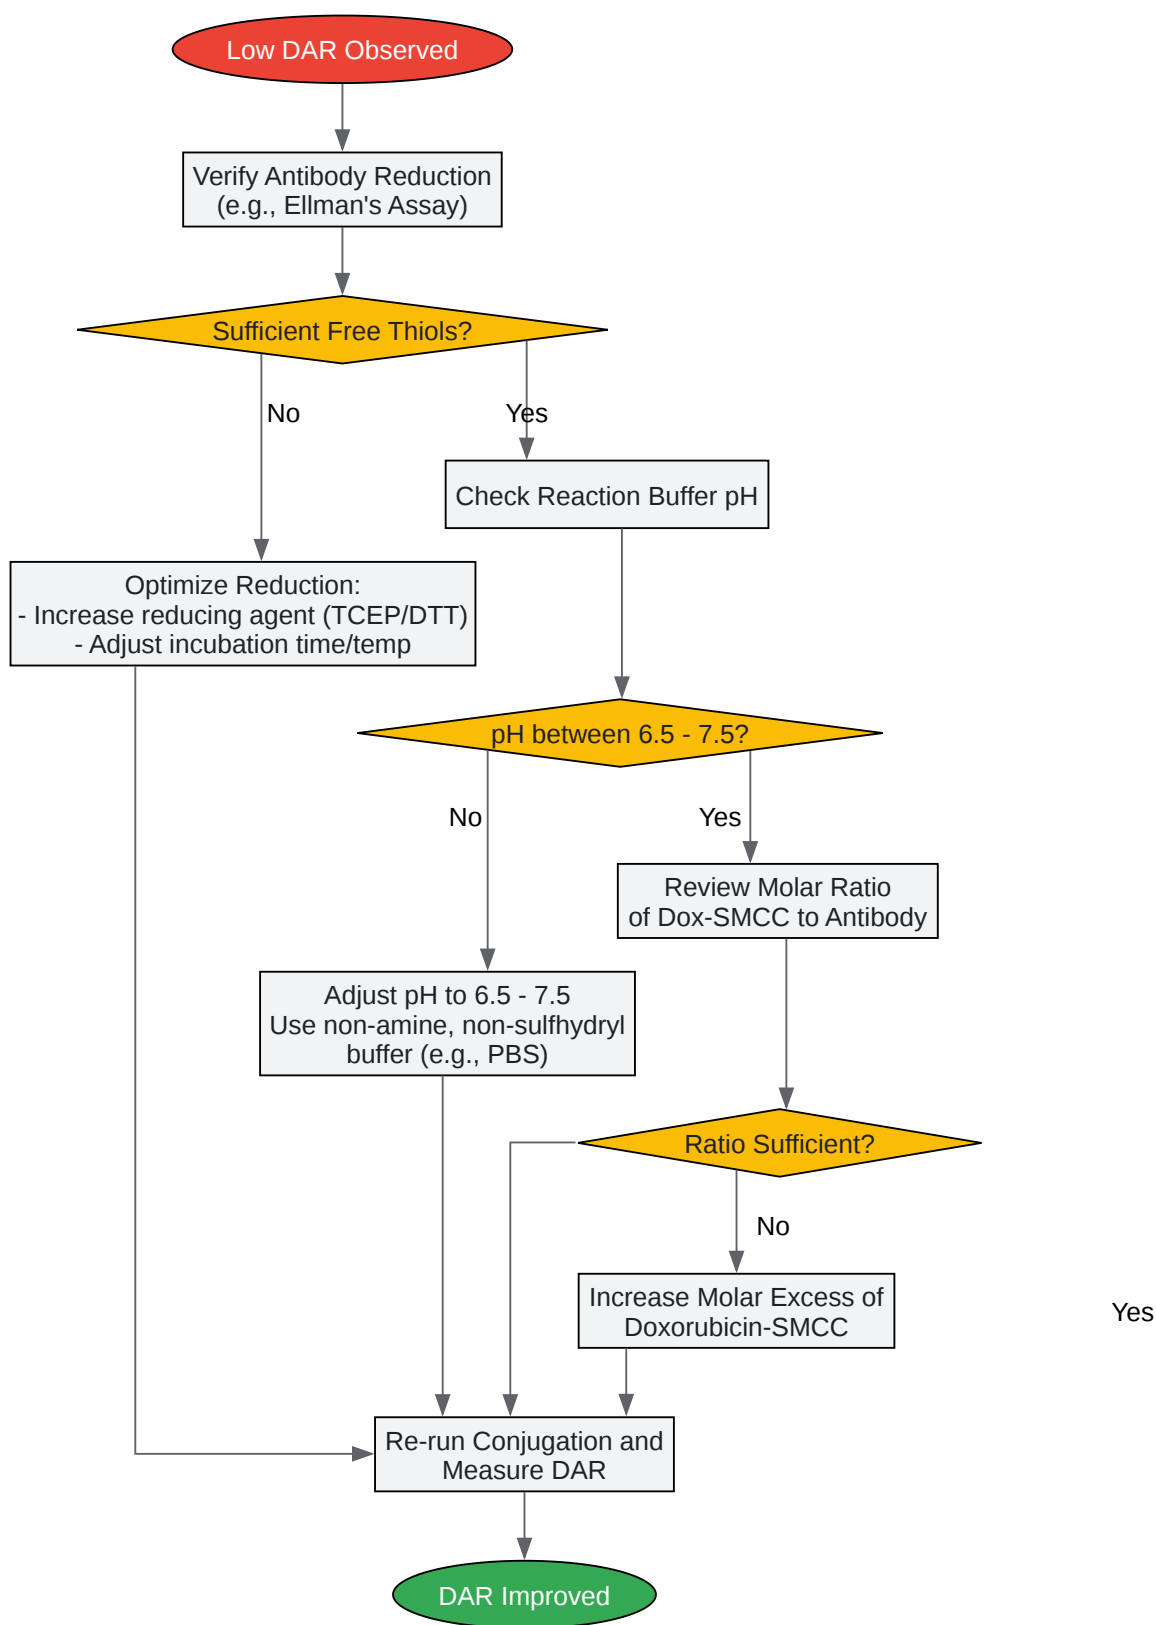 Low DAR Observed
Verify Antibody Reduction
(e.g., Ellman's Assay)
Sufficient Free Thiols?
No
Yes
Check Reaction Buffer pH
Optimize Reduction:
- Increase reducing agent (TCEP/DTT)
- Adjust incubation time/temp
pH between 6.5 - 7.5?
No
Yes
Review Molar Ratio
of Dox-SMCC to Antibody
Adjust pH to 6.5 - 7.5
Use non-amine, non-sulfhydryl
buffer (e.g., PBS)
Ratio Sufficient?
No
Increase Molar Excess of
Doxorubicin-SMCC
Yes
Re-run Conjugation and
Measure DAR
DAR Improved